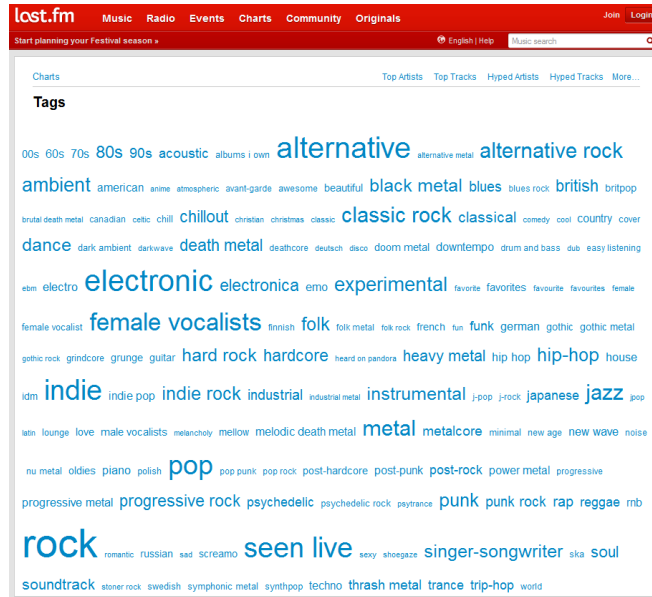 last.fm Music Radio Events Charts Community Originals Join Login
Start planning your Festival season » English | Help Music search
Charts Top Artists Top Tracks Hyped Artists Hyped Tracks More...
Tags
00s 60s 70s 80s 90s acoustic albums i own alternative alternative metal alternative rock
ambient american anime atmospheric avant-garde awesome beautiful black metal blues blues rock british britpop
brutal death metal canadian celtic chill chillout christian christmas classic classic rock classical comedy cool country cover
dance dark ambient darkwave death metal deathcore deutsch disco doom metal downtempo drum and bass dub easy listening
ebm electro electronic electronica emo experimental favorite favorites favourite favourites female
female vocalist female vocalists finnish folk folk metal folk rock french fun funk german gothic gothic metal
gothic rock grindcore grunge guitar hard rock hardcore heard on pandora heavy metal hip hop hip-hop house
idm indie indie pop indie rock industrial industrial metal instrumental j-pop j-rock japanese jazz jpop
latin lounge love male vocalists melancholy mellow melodic death metal metal metalcore minimal new age new wave noise
nu metal oldies piano polish pop pop punk pop rock post-hardcore post-punk post-rock power metal progressive
progressive metal progressive rock psychedelic psychedelic rock psytrance punk punk rock rap reggae rnb
rock romantic russian sad screamo seen live sexy shoegaze singer-songwriter ska soul
soundtrack stoner rock swedish symphonic metal synthpop techno thrash metal trance trip-hop world